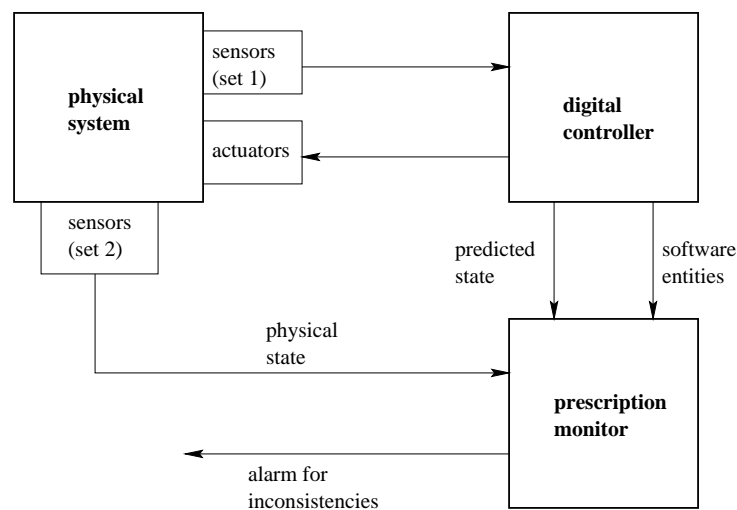 sensors
(set 1)
physical
system
digital
controller
actuators
sensors
(set 2)
predicted
state
software
entities
physical
state
prescription
monitor
alarm for
inconsistencies